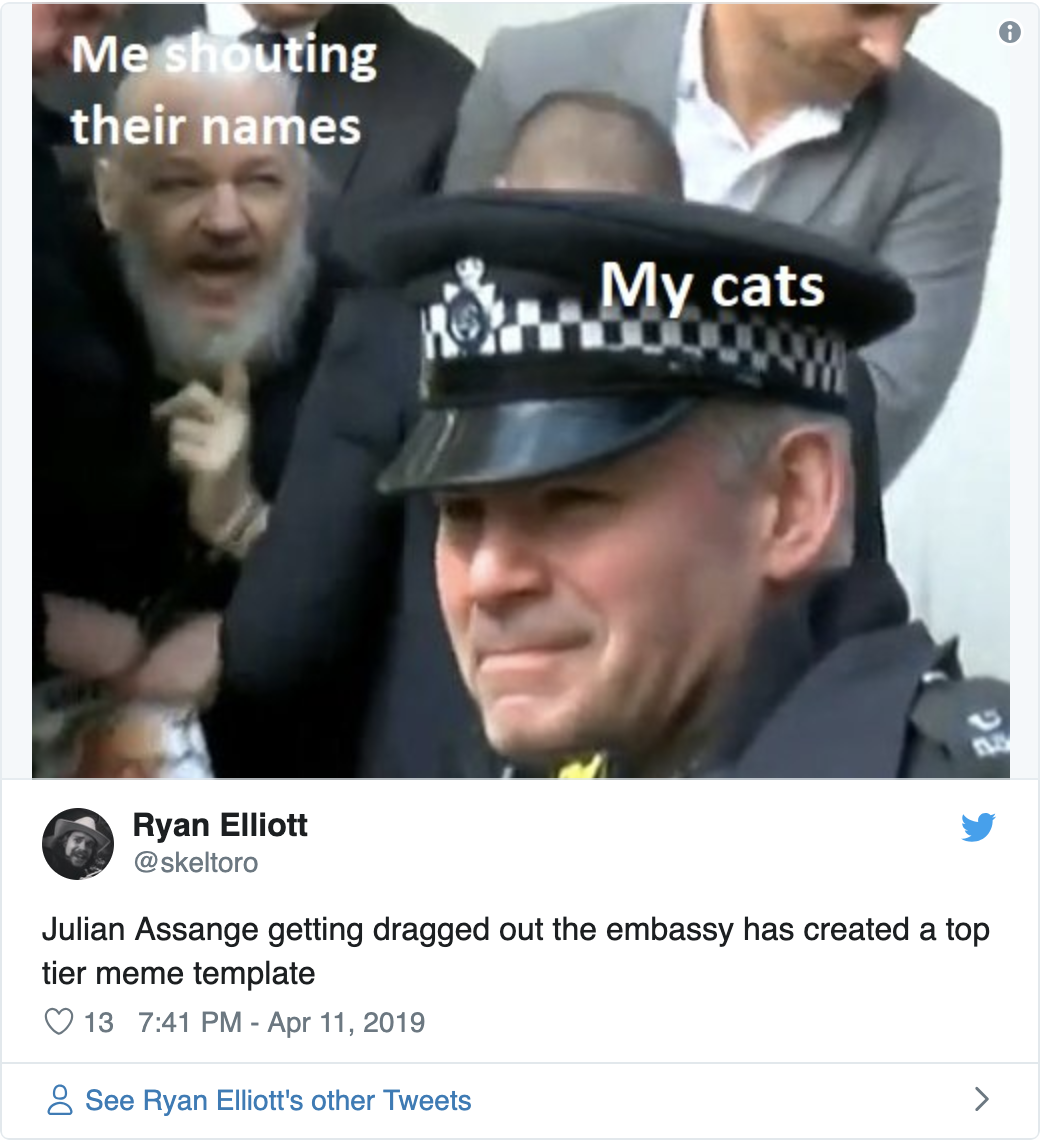 Me shouting
their names
My cats
Ryan Elliott
@skeltoro
Julian Assange getting dragged out the embassy has created a top
tier meme template
13 7:41 PM - Apr 11, 2019
See Ryan Elliott's other Tweets